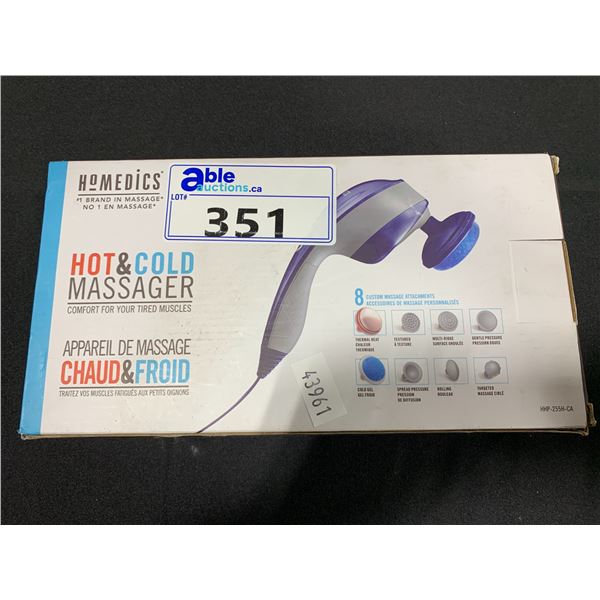 HoMEDICS®
#1 BRAND IN MASSAGE*
NO 1 EN MASSAGE*
able
auctions.ca
LOT#
351
HOT&COLD
MASSAGER
COMFORT FOR YOUR TIRED MUSCLES
APPAREIL DE MASSAGE
CHAUD&FROID
TRAITEZ VOS MUSCLES FATIGUÉS AUX PETITS OIGNONS
43961
8 CUSTOM MASSAGE ATTACHMENTS
ACCESSOIRES DE MASSAGE PERSONNALISÉS
THERMAL HEAT
CHALEUR
THERMIQUE
TEXTURED
À TEXTURE
MULTI-RIDGE
SURFACE ONDULÉE
GENTLE PRESSURE
PRESSION DOUCE
COLD GEL
GEL FROID
SPREAD PRESSURE
PRESSION
DE DIFFUSION
ROLLING
ROULEAU
TARGETED
MASSAGE CIBLÉ
HHP-255H-CA